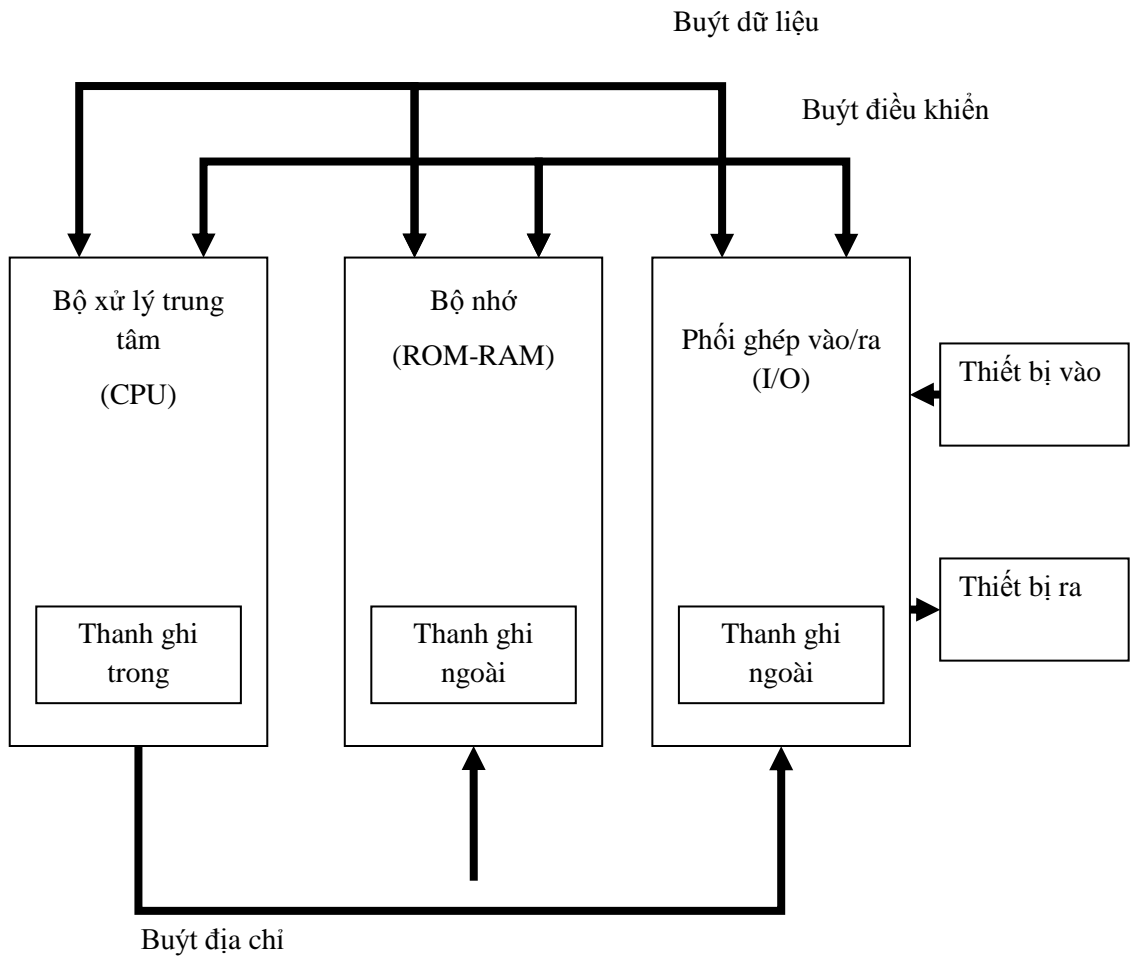 Buýt dữ liệu
Buýt điều khiển
Bộ xử lý trung
tâm
(CPU)
Bộ nhớ
(ROM-RAM)
Phối ghép vào/ra
(I/O)
Thiết bị vào
Thiết bị ra
Thanh ghi
trong
Thanh ghi
ngoài
Thanh ghi
ngoài
Buýt địa chỉ